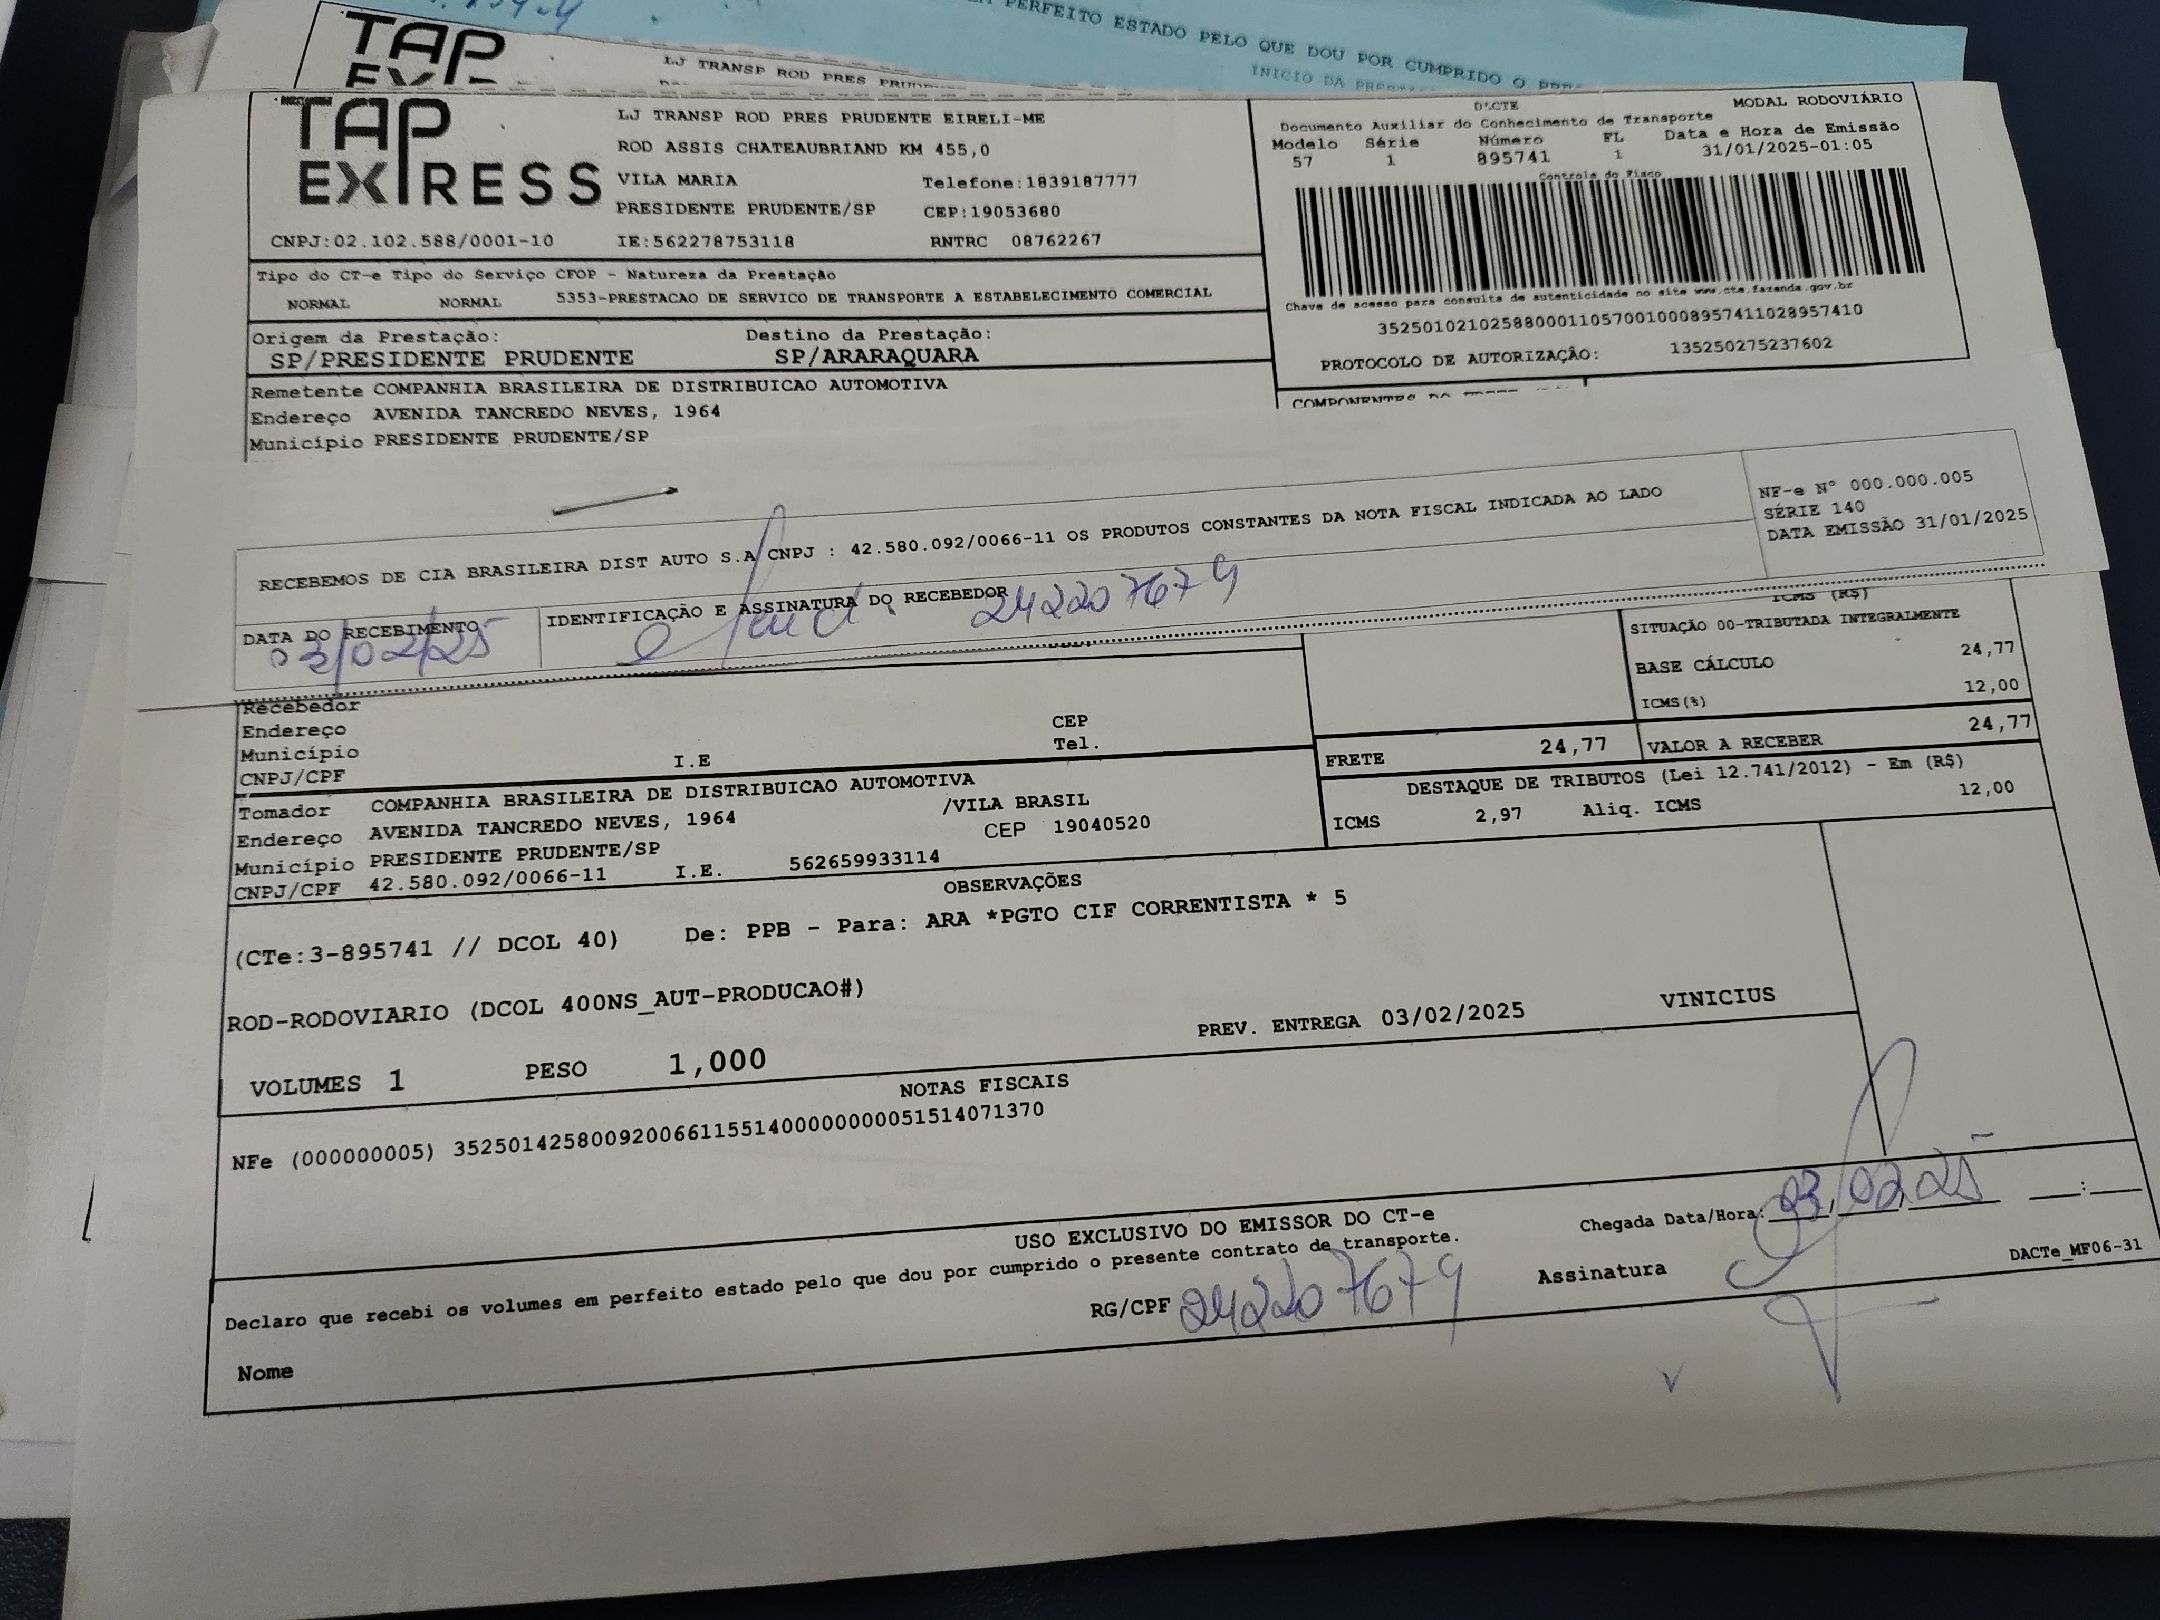 PERFEITO ESTADO PELO QUE DOU POR CUMPRIDO O
INICIO DA
TAP
LJ TRANSP ROD PRES
TAP
EXPRESS
LJ TRANSP ROD PRES PRUDENTE EIRELI-ME
ROD ASSIS CHATEAUBRIAND KM 455,0
VILA MARIA Telefone:1839187777
PRESIDENTE PRUDENTE/SP CEP:19053680
CNPJ:02.102.588/0001-10 IE:562278753118 RNTRC 08762267
DACTE MODAL RODOVIÁRIO
Documento Auxiliar do Conhecimento de Transporte
Modelo Série Número FL Data e Hora de Emissão
57 1 895741 1 31/01/2025-01:05
Controle do Fisco
Chave de acesso para consulta de autenticidade no site www.cte.fazenda.gov.br
35250102102588000110570010008957411028957410
PROTOCOLO DE AUTORIZAÇÃO: 135250275237602
Tipo do CT-e Tipo do Serviço CFOP - Natureza da Prestação
NORMAL NORMAL 5353-PRESTACAO DE SERVICO DE TRANSPORTE A ESTABELECIMENTO COMERCIAL
Origem da Prestação: Destino da Prestação:
SP/PRESIDENTE PRUDENTE SP/ARARAQUARA
Remetente COMPANHIA BRASILEIRA DE DISTRIBUICAO AUTOMOTIVA
Endereço AVENIDA TANCREDO NEVES, 1964
Município PRESIDENTE PRUDENTE/SP
COMPONENTES DO
RECEBEMOS DE CIA BRASILEIRA DIST AUTO S.A CNPJ : 42.580.092/0066-11 OS PRODUTOS CONSTANTES DA NOTA FISCAL INDICADA AO LADO
NF-e Nº 000.000.005
SÉRIE 140
DATA EMISSÃO 31/01/2025
DATA DO RECEBIMENTO IDENTIFICAÇÃO E ASSINATURA DO RECEBEDOR
03/02/25 242207679
ICMS (R$)
SITUAÇÃO 00-TRIBUTADA INTEGRALMENTE
BASE CÁLCULO 24,77
ICMS(%) 12,00
FRETE 24,77 VALOR A RECEBER 24,77
DESTAQUE DE TRIBUTOS (Lei 12.741/2012) - Em (R$)
ICMS 2,97 Aliq. ICMS 12,00
Recebedor
Endereço CEP
Município Tel.
CNPJ/CPF I.E
Tomador COMPANHIA BRASILEIRA DE DISTRIBUICAO AUTOMOTIVA
Endereço AVENIDA TANCREDO NEVES, 1964 /VILA BRASIL
Município PRESIDENTE PRUDENTE/SP CEP 19040520
CNPJ/CPF 42.580.092/0066-11 I.E. 562659933114
OBSERVAÇÕES
(CTe:3-895741 // DCOL 40) De: PPB - Para: ARA *PGTO CIF CORRENTISTA * 5
ROD-RODOVIARIO (DCOL 400NS_AUT-PRODUCAO#)
PREV. ENTREGA 03/02/2025 VINICIUS
VOLUMES 1 PESO 1,000
NOTAS FISCAIS
NFe (000000005) 35250142580092006611551400000000051514071370
USO EXCLUSIVO DO EMISSOR DO CT-e
Declaro que recebi os volumes em perfeito estado pelo que dou por cumprido o presente contrato de transporte.
Chegada Data/Hora: 03, 02, 25 :
Nome RG/CPF 242207679 Assinatura
DACTe_MF06-31